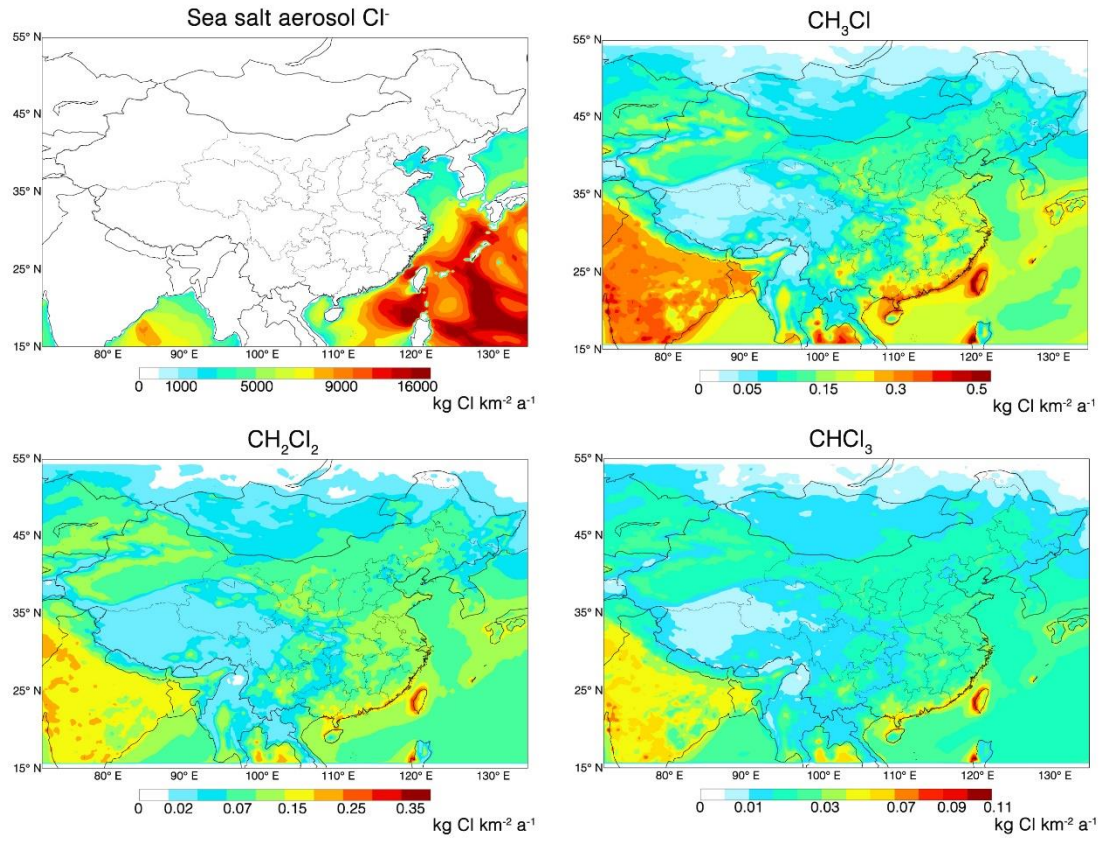 Sea salt aerosol Cl⁻
55° N
45° N
35° N
25° N
15° N
80° E 90° E 100° E 110° E 120° E 130° E
0 1000 5000 9000 16000
kg Cl km⁻² a⁻¹
CH₃Cl
55° N
45° N
35° N
25° N
15° N
80° E 90° E 100° E 110° E 120° E 130° E
0 0.05 0.15 0.3 0.5
kg Cl km⁻² a⁻¹
CH₂Cl₂
55° N
45° N
35° N
25° N
15° N
80° E 90° E 100° E 110° E 120° E 130° E
0 0.02 0.07 0.15 0.25 0.35
kg Cl km⁻² a⁻¹
CHCl₃
55° N
45° N
35° N
25° N
15° N
80° E 90° E 100° E 110° E 120° E 130° E
0 0.01 0.03 0.07 0.09 0.11
kg Cl km⁻² a⁻¹